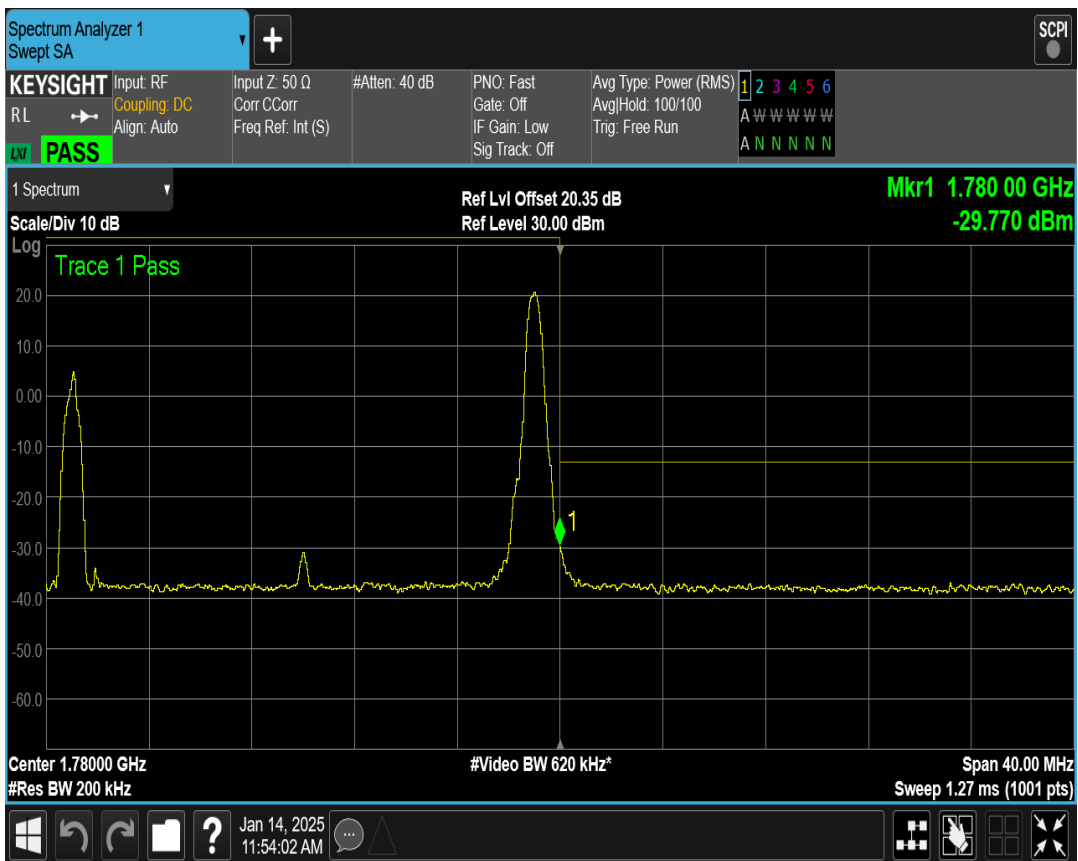 Spectrum Analyzer 1
Swept SA
+
SCPI
KEYSIGHT
RL
LXI
PASS
Input: RF
Coupling: DC
Align: Auto
Input Z: 50 Ω
Corr CCorr
Freq Ref: Int (S)
#Atten: 40 dB
PNO: Fast
Gate: Off
IF Gain: Low
Sig Track: Off
Avg Type: Power (RMS)
Avg|Hold: 100/100
Trig: Free Run
1 2 3 4 5 6
A W W W W W
A N N N N N
1 Spectrum
Scale/Div 10 dB
Ref Lvl Offset 20.35 dB
Ref Level 30.00 dBm
Mkr1 1.780 00 GHz
-29.770 dBm
Log
Trace 1 Pass
20.0
10.0
0.00
-10.0
-20.0
1
-30.0
-40.0
-50.0
-60.0
Center 1.78000 GHz
#Res BW 200 kHz
#Video BW 620 kHz*
Span 40.00 MHz
Sweep 1.27 ms (1001 pts)
?
Jan 14, 2025
11:54:02 AM